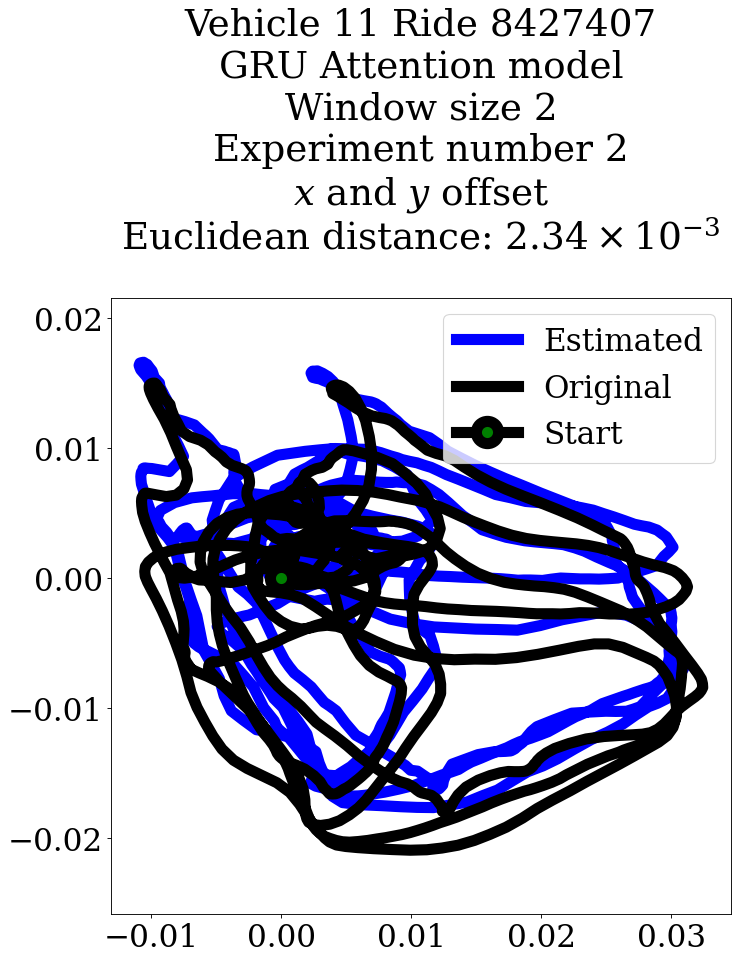 Vehicle 11 Ride 8427407
GRU Attention model
Window size 2
Experiment number 2
x and y offset
Euclidean distance: 2.34 × 10⁻³
Estimated
Original
Start
0.02
0.01
0.00
−0.01
−0.02
−0.01 0.00 0.01 0.02 0.03